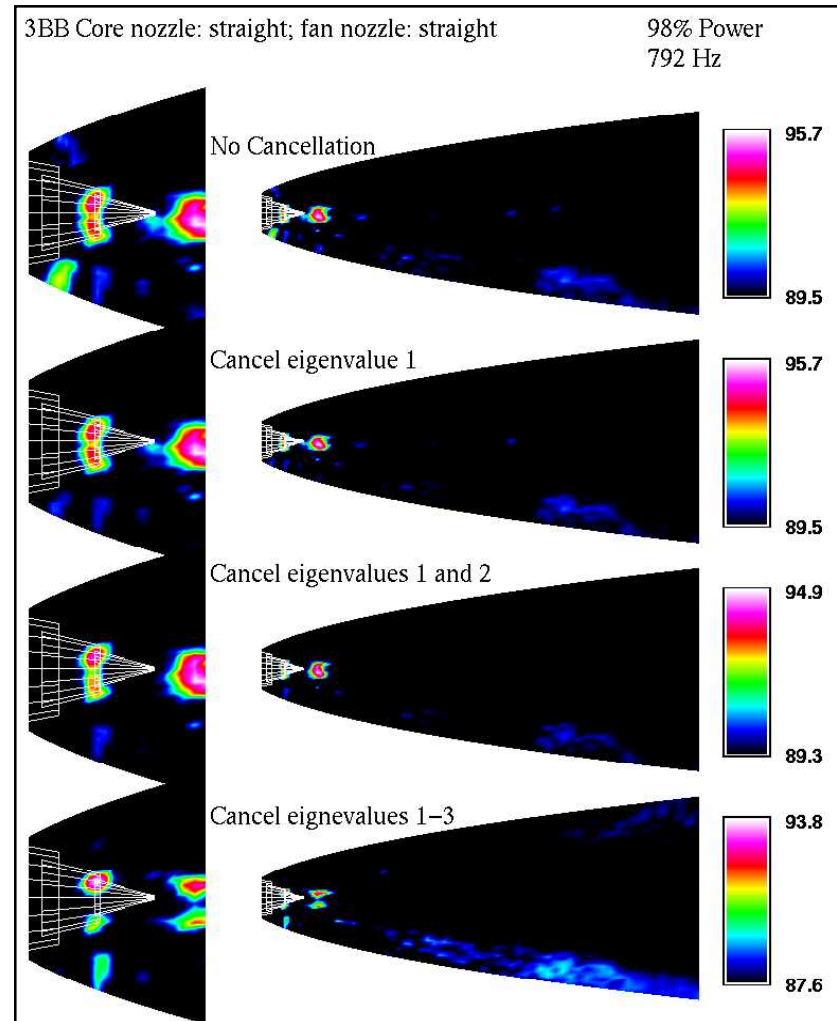 3BB Core nozzle: straight; fan nozzle: straight
98% Power
792 Hz
No Cancellation
95.7
89.5
Cancel eigenvalue 1
95.7
89.5
Cancel eigenvalues 1 and 2
94.9
89.3
Cancel eignevalues 1–3
93.8
87.6